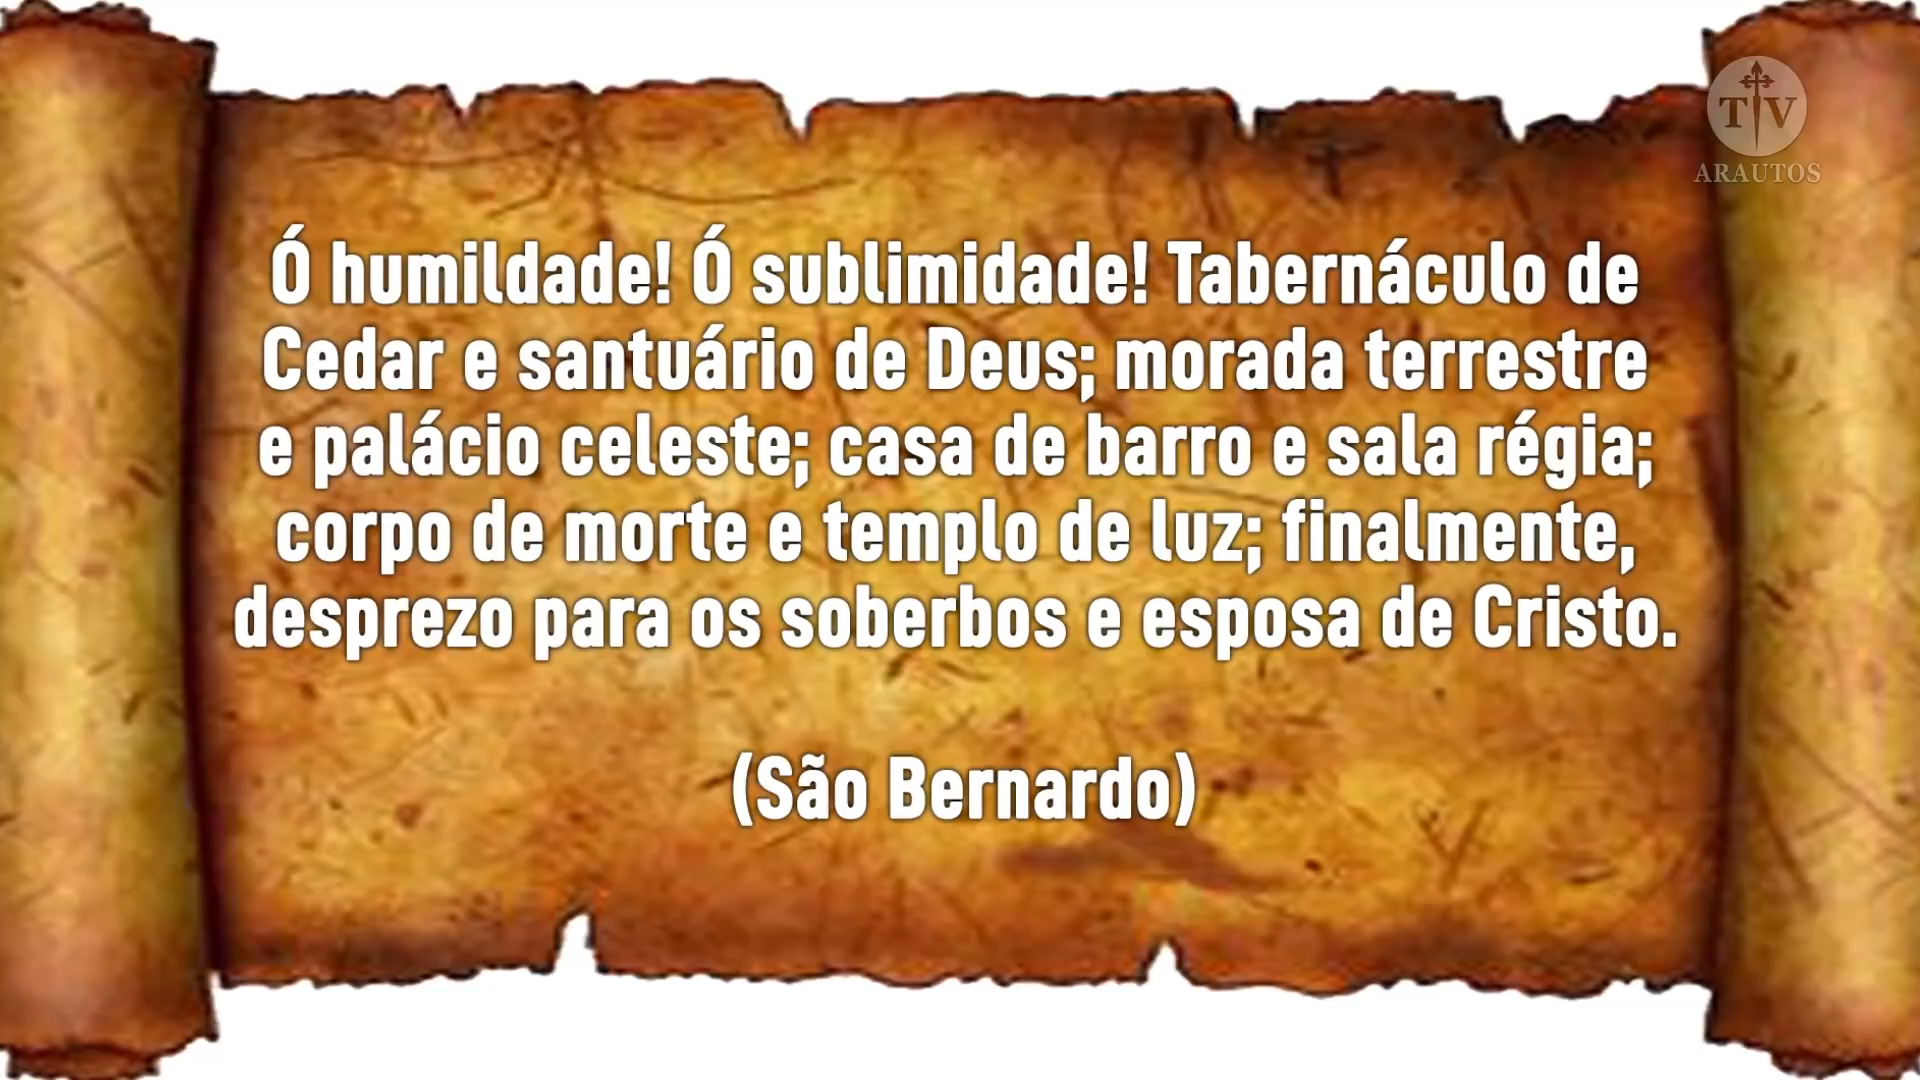 TV
ARAUTOS
Ó humildade! Ó sublimidade! Tabernáculo de
Cedar e santuário de Deus; morada terrestre
e palácio celeste; casa de barro e sala régia;
corpo de morte e templo de luz; finalmente,
desprezo para os soberbos e esposa de Cristo.
(São Bernardo)